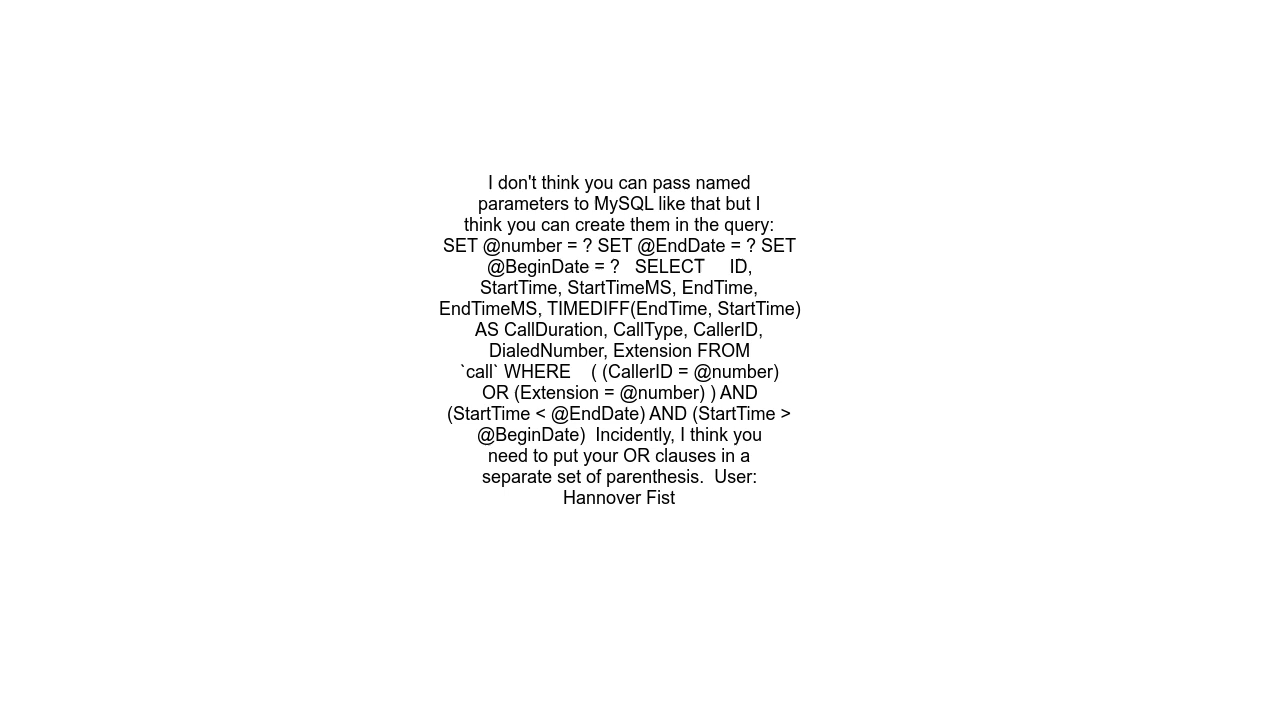 I don't think you can pass named
parameters to MySQL like that but I
think you can create them in the query:
SET @number = ? SET @EndDate = ? SET
@BeginDate = ?   SELECT     ID,
StartTime, StartTimeMS, EndTime,
EndTimeMS, TIMEDIFF(EndTime, StartTime)
AS CallDuration, CallType, CallerID,
DialedNumber, Extension FROM
`call` WHERE    ( (CallerID = @number)
OR (Extension = @number) ) AND
(StartTime < @EndDate) AND (StartTime >
@BeginDate)  Incidently, I think you
need to put your OR clauses in a
separate set of parenthesis.  User:
Hannover Fist